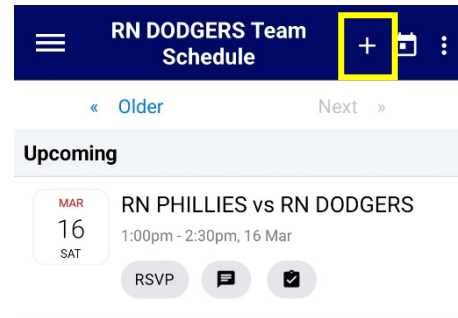 RN DODGERS Team
Schedule
« Older Next »
Upcoming
MAR
16
SAT
RN PHILLIES vs RN DODGERS
1:00pm - 2:30pm, 16 Mar
RSVP